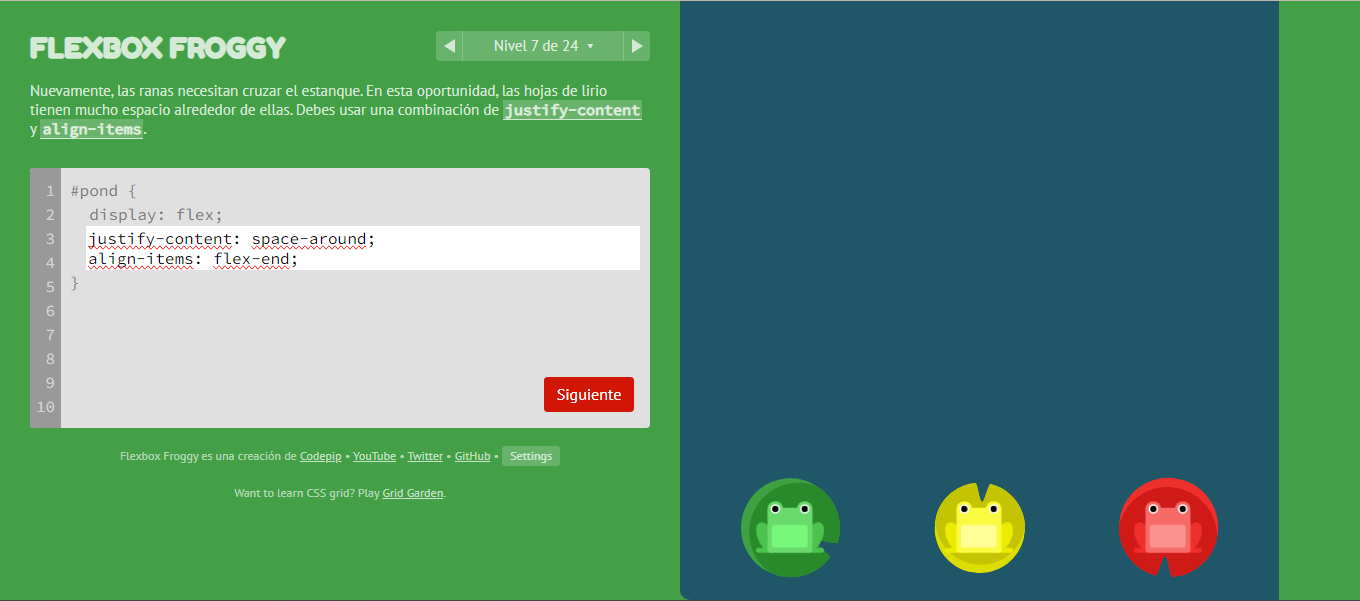 FLEXBOX FROGGY
Nivel 7 de 24
Nuevamente, las ranas necesitan cruzar el estanque. En esta oportunidad, las hojas de lirio
tienen mucho espacio alrededor de ellas. Debes usar una combinación de justify-content
y align-items.
1 #pond {
2 display: flex;
3 justify-content: space-around;
4 align-items: flex-end;
5 }
6
7
8
9
10
Siguiente
Flexbox Froggy es una creación de Codepip • YouTube • Twitter • GitHub • Settings
Want to learn CSS grid? Play Grid Garden.